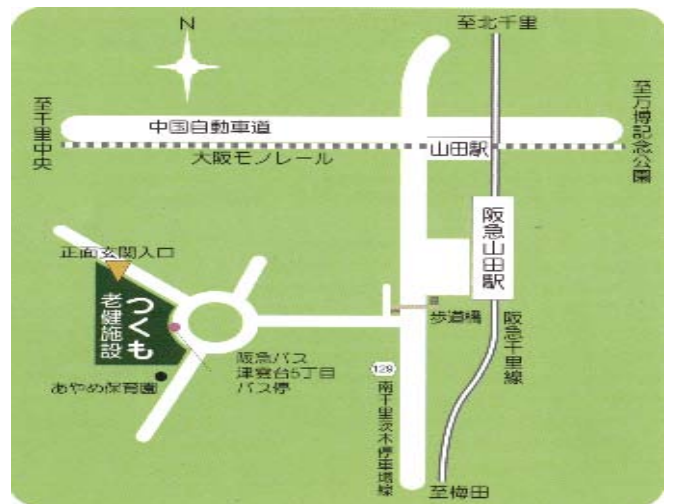 N
至北千里
至千里中央
中国自動車道
大阪モノレール
山田駅
至万博記念公園
阪急山田駅
正面玄関入口
つくも
老健施設
あやめ保育園
阪急バス
津雲台5丁目
バス停
歩道橋
129
南千里茨木停車場線
阪急千里線
至梅田